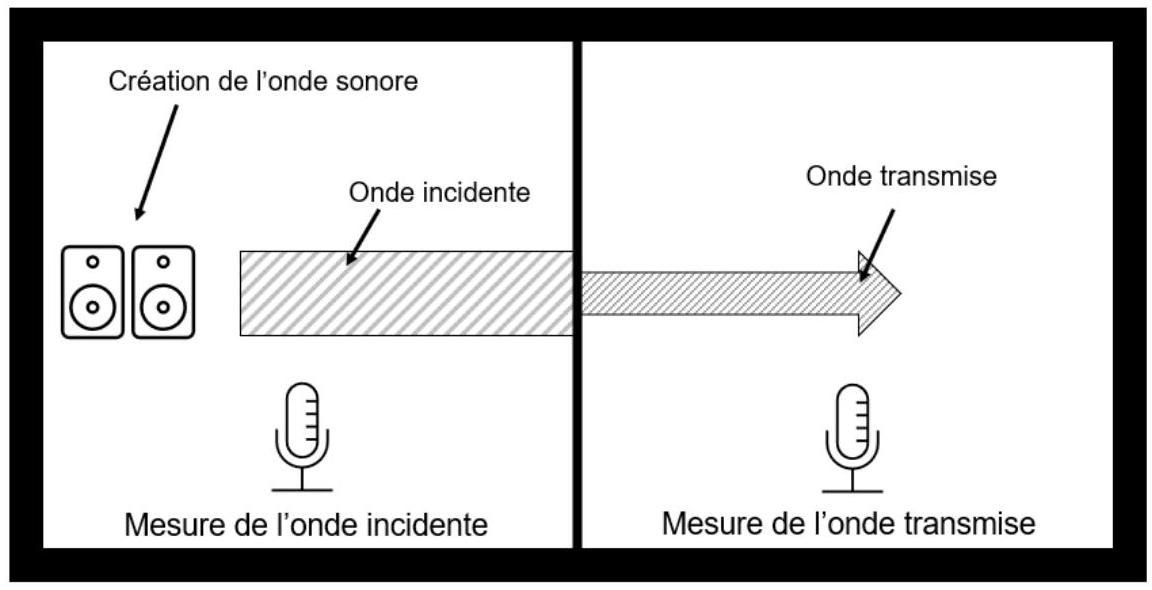 Création de l'onde sonore
Onde incidente
Onde transmise
Mesure de l'onde incidente
Mesure de l'onde transmise